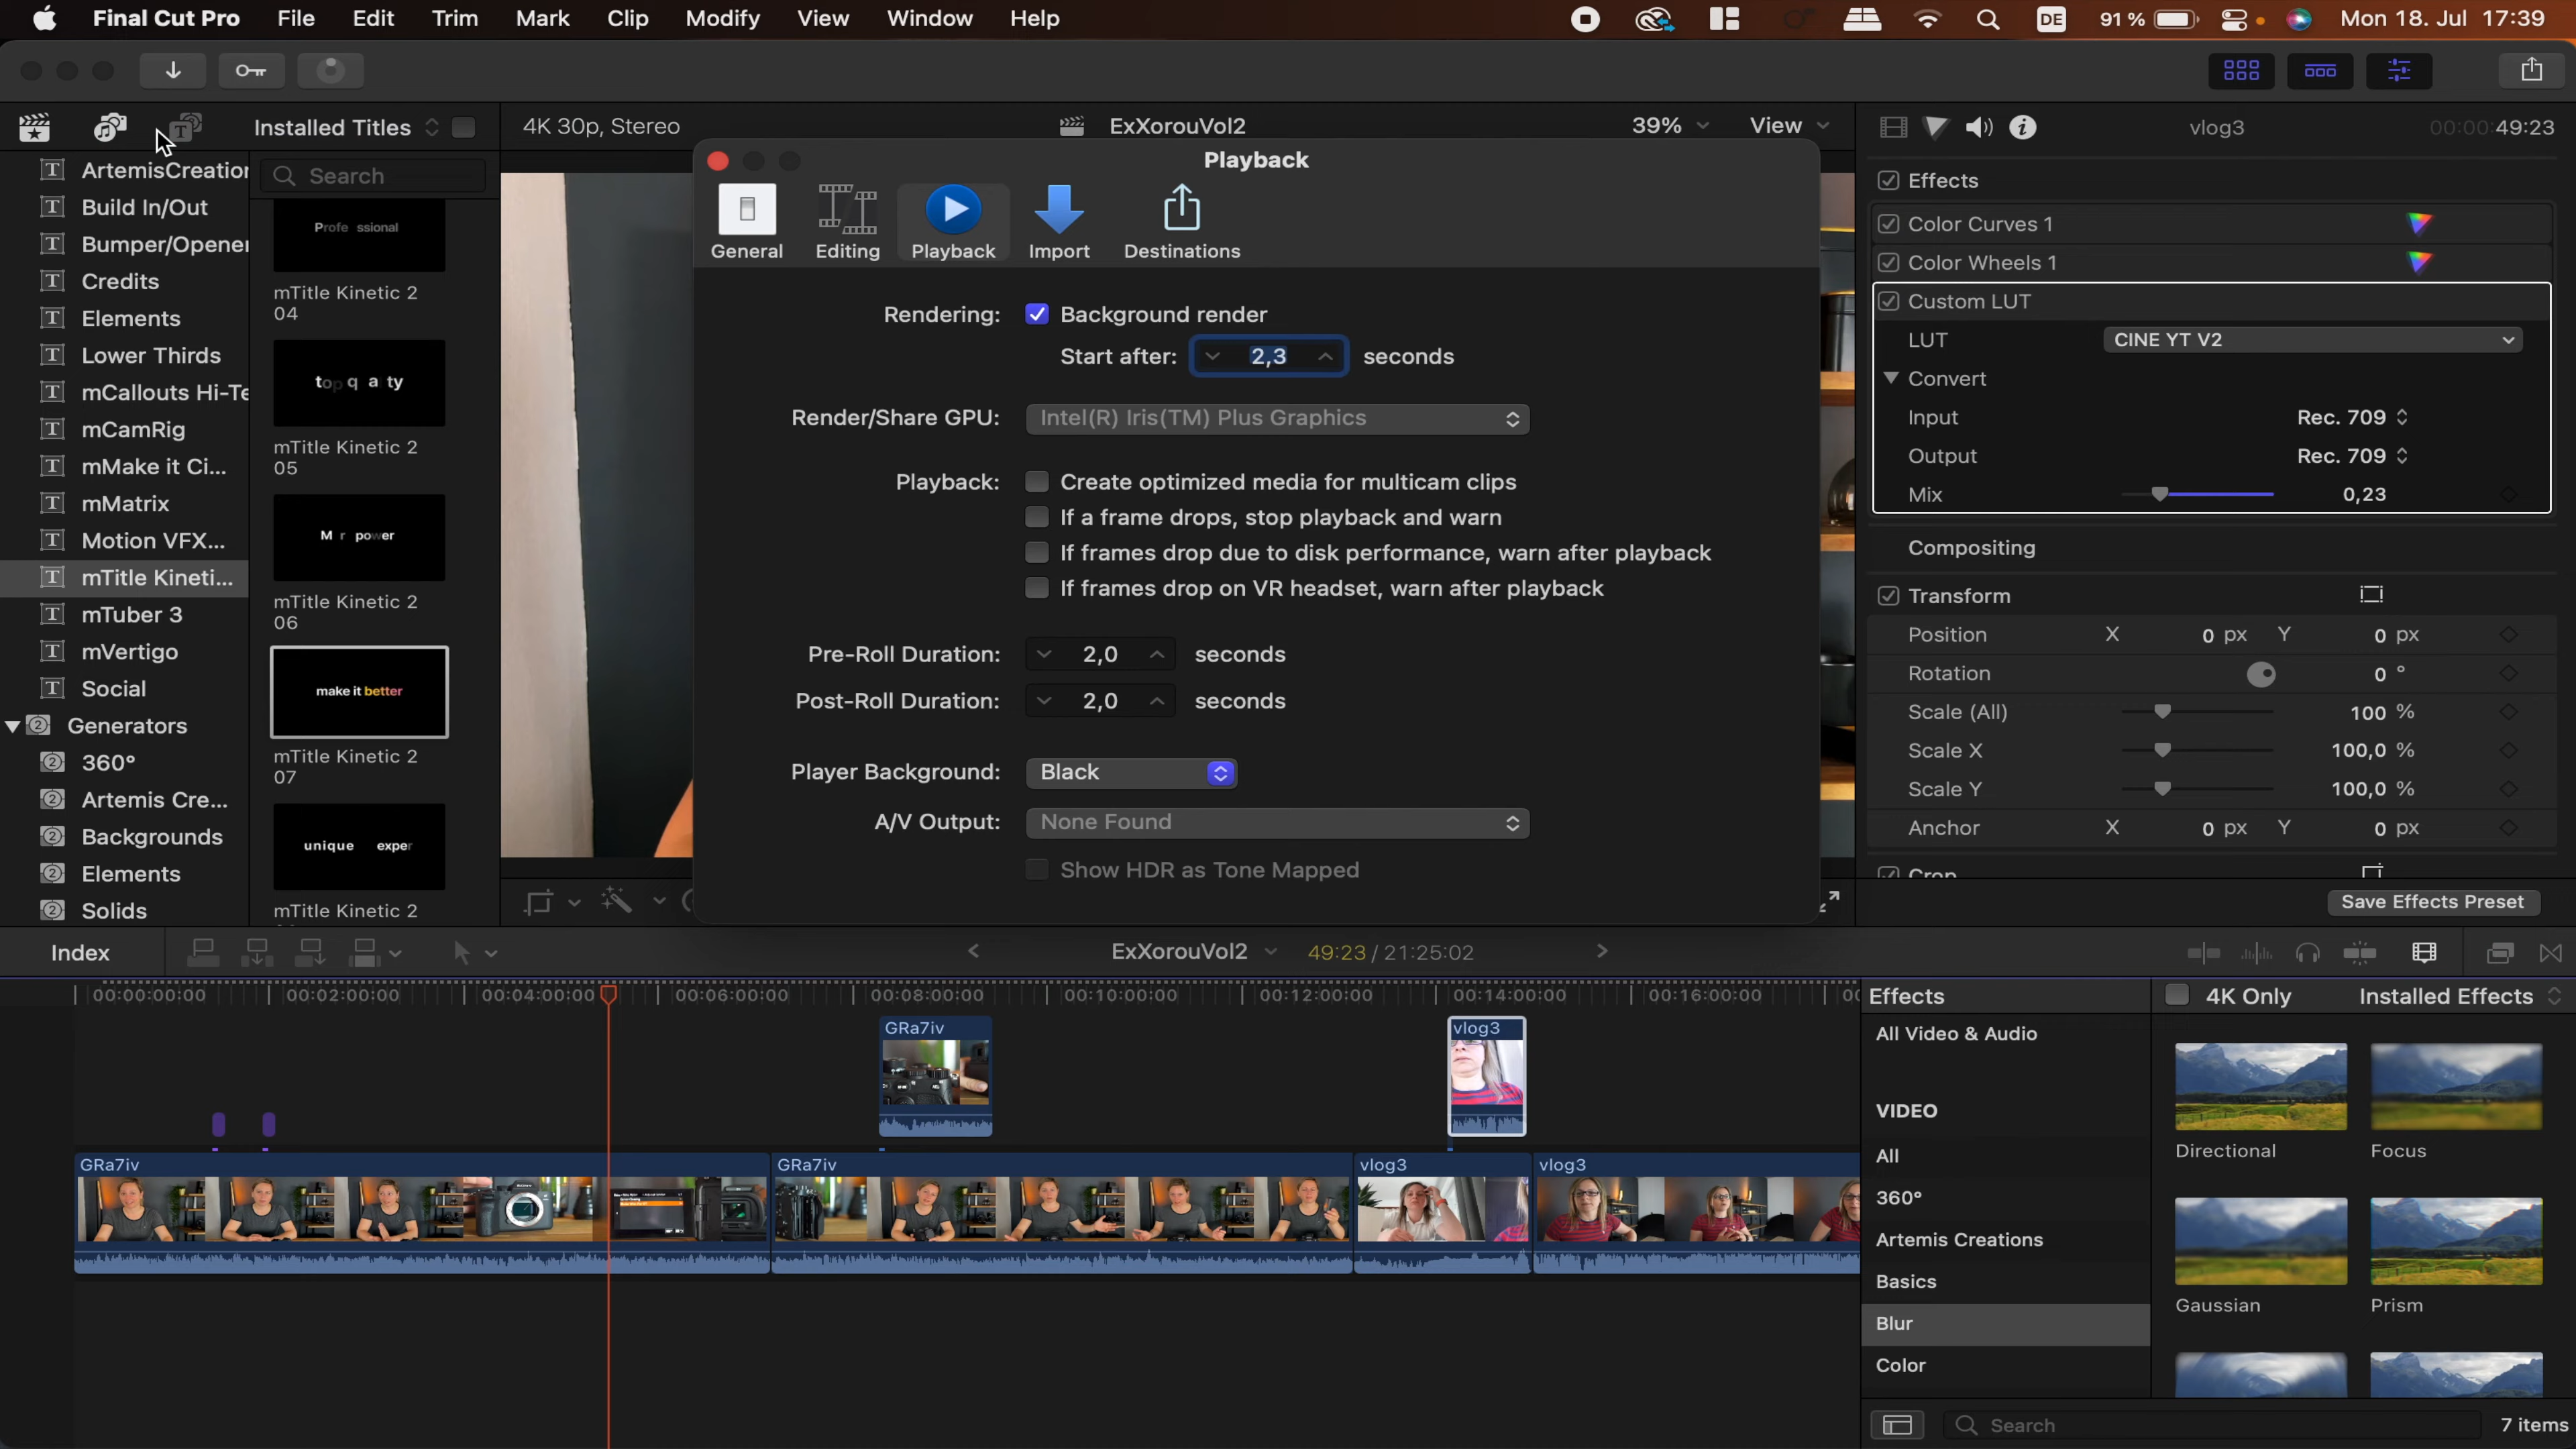 Final Cut Pro File Edit Trim Mark Clip Modify View Window Help DE 91 % Mon 18. Jul 17:39
Installed Titles
4K 30p, Stereo ExXorouVol2 39% View
vlog3 00:00:49:23
ArtemisCreation
Build In/Out
Bumper/Opener
Credits
Elements
Lower Thirds
mCallouts Hi-Te
mCamRig
mMake it Ci...
mMatrix
Motion VFX...
mTitle Kineti...
mTuber 3
mVertigo
Social
Generators
360°
Artemis Cre...
Backgrounds
Elements
Solids
Search
Profe ssional
mTitle Kinetic 2
04
top q a ty
mTitle Kinetic 2
05
M r power
mTitle Kinetic 2
06
make it better
mTitle Kinetic 2
07
unique exper
mTitle Kinetic 2
Playback
General Editing Playback Import Destinations
Rendering: Background render
Start after: 2,3 seconds
Render/Share GPU: Intel(R) Iris(TM) Plus Graphics
Playback: Create optimized media for multicam clips
If a frame drops, stop playback and warn
If frames drop due to disk performance, warn after playback
If frames drop on VR headset, warn after playback
Pre-Roll Duration: 2,0 seconds
Post-Roll Duration: 2,0 seconds
Player Background: Black
A/V Output: None Found
Show HDR as Tone Mapped
Effects
Color Curves 1
Color Wheels 1
Custom LUT
LUT CINE YT V2
Convert
Input Rec. 709
Output Rec. 709
Mix 0,23
Compositing
Transform
Position X 0 px Y 0 px
Rotation 0 °
Scale (All) 100 %
Scale X 100,0 %
Scale Y 100,0 %
Anchor X 0 px Y 0 px
Crop
Save Effects Preset
Index ExXorouVol2 49:23 / 21:25:02
00:00:00:00 00:02:00:00 00:04:00:00 00:06:00:00 00:08:00:00 00:10:00:00 00:12:00:00 00:14:00:00 00:16:00:00 00
GRa7iv vlog3
GRa7iv GRa7iv vlog3 vlog3
Effects 4K Only Installed Effects
All Video & Audio
VIDEO
All
360°
Artemis Creations
Basics
Blur
Color
Directional Focus
Gaussian Prism
Search 7 items